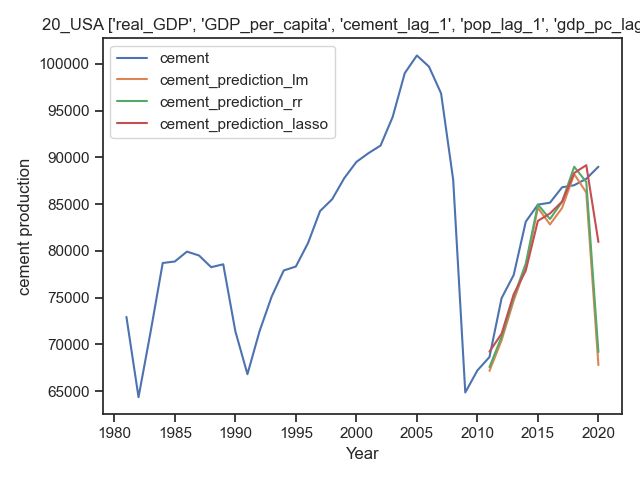 20_USA ['real_GDP', 'GDP_per_capita', 'cement_lag_1', 'pop_lag_1', 'gdp_pc_lag
cement
cement_prediction_lm
cement_prediction_rr
cement_prediction_lasso
cement production
100000
95000
90000
85000
80000
75000
70000
65000
1980 1985 1990 1995 2000 2005 2010 2015 2020
Year